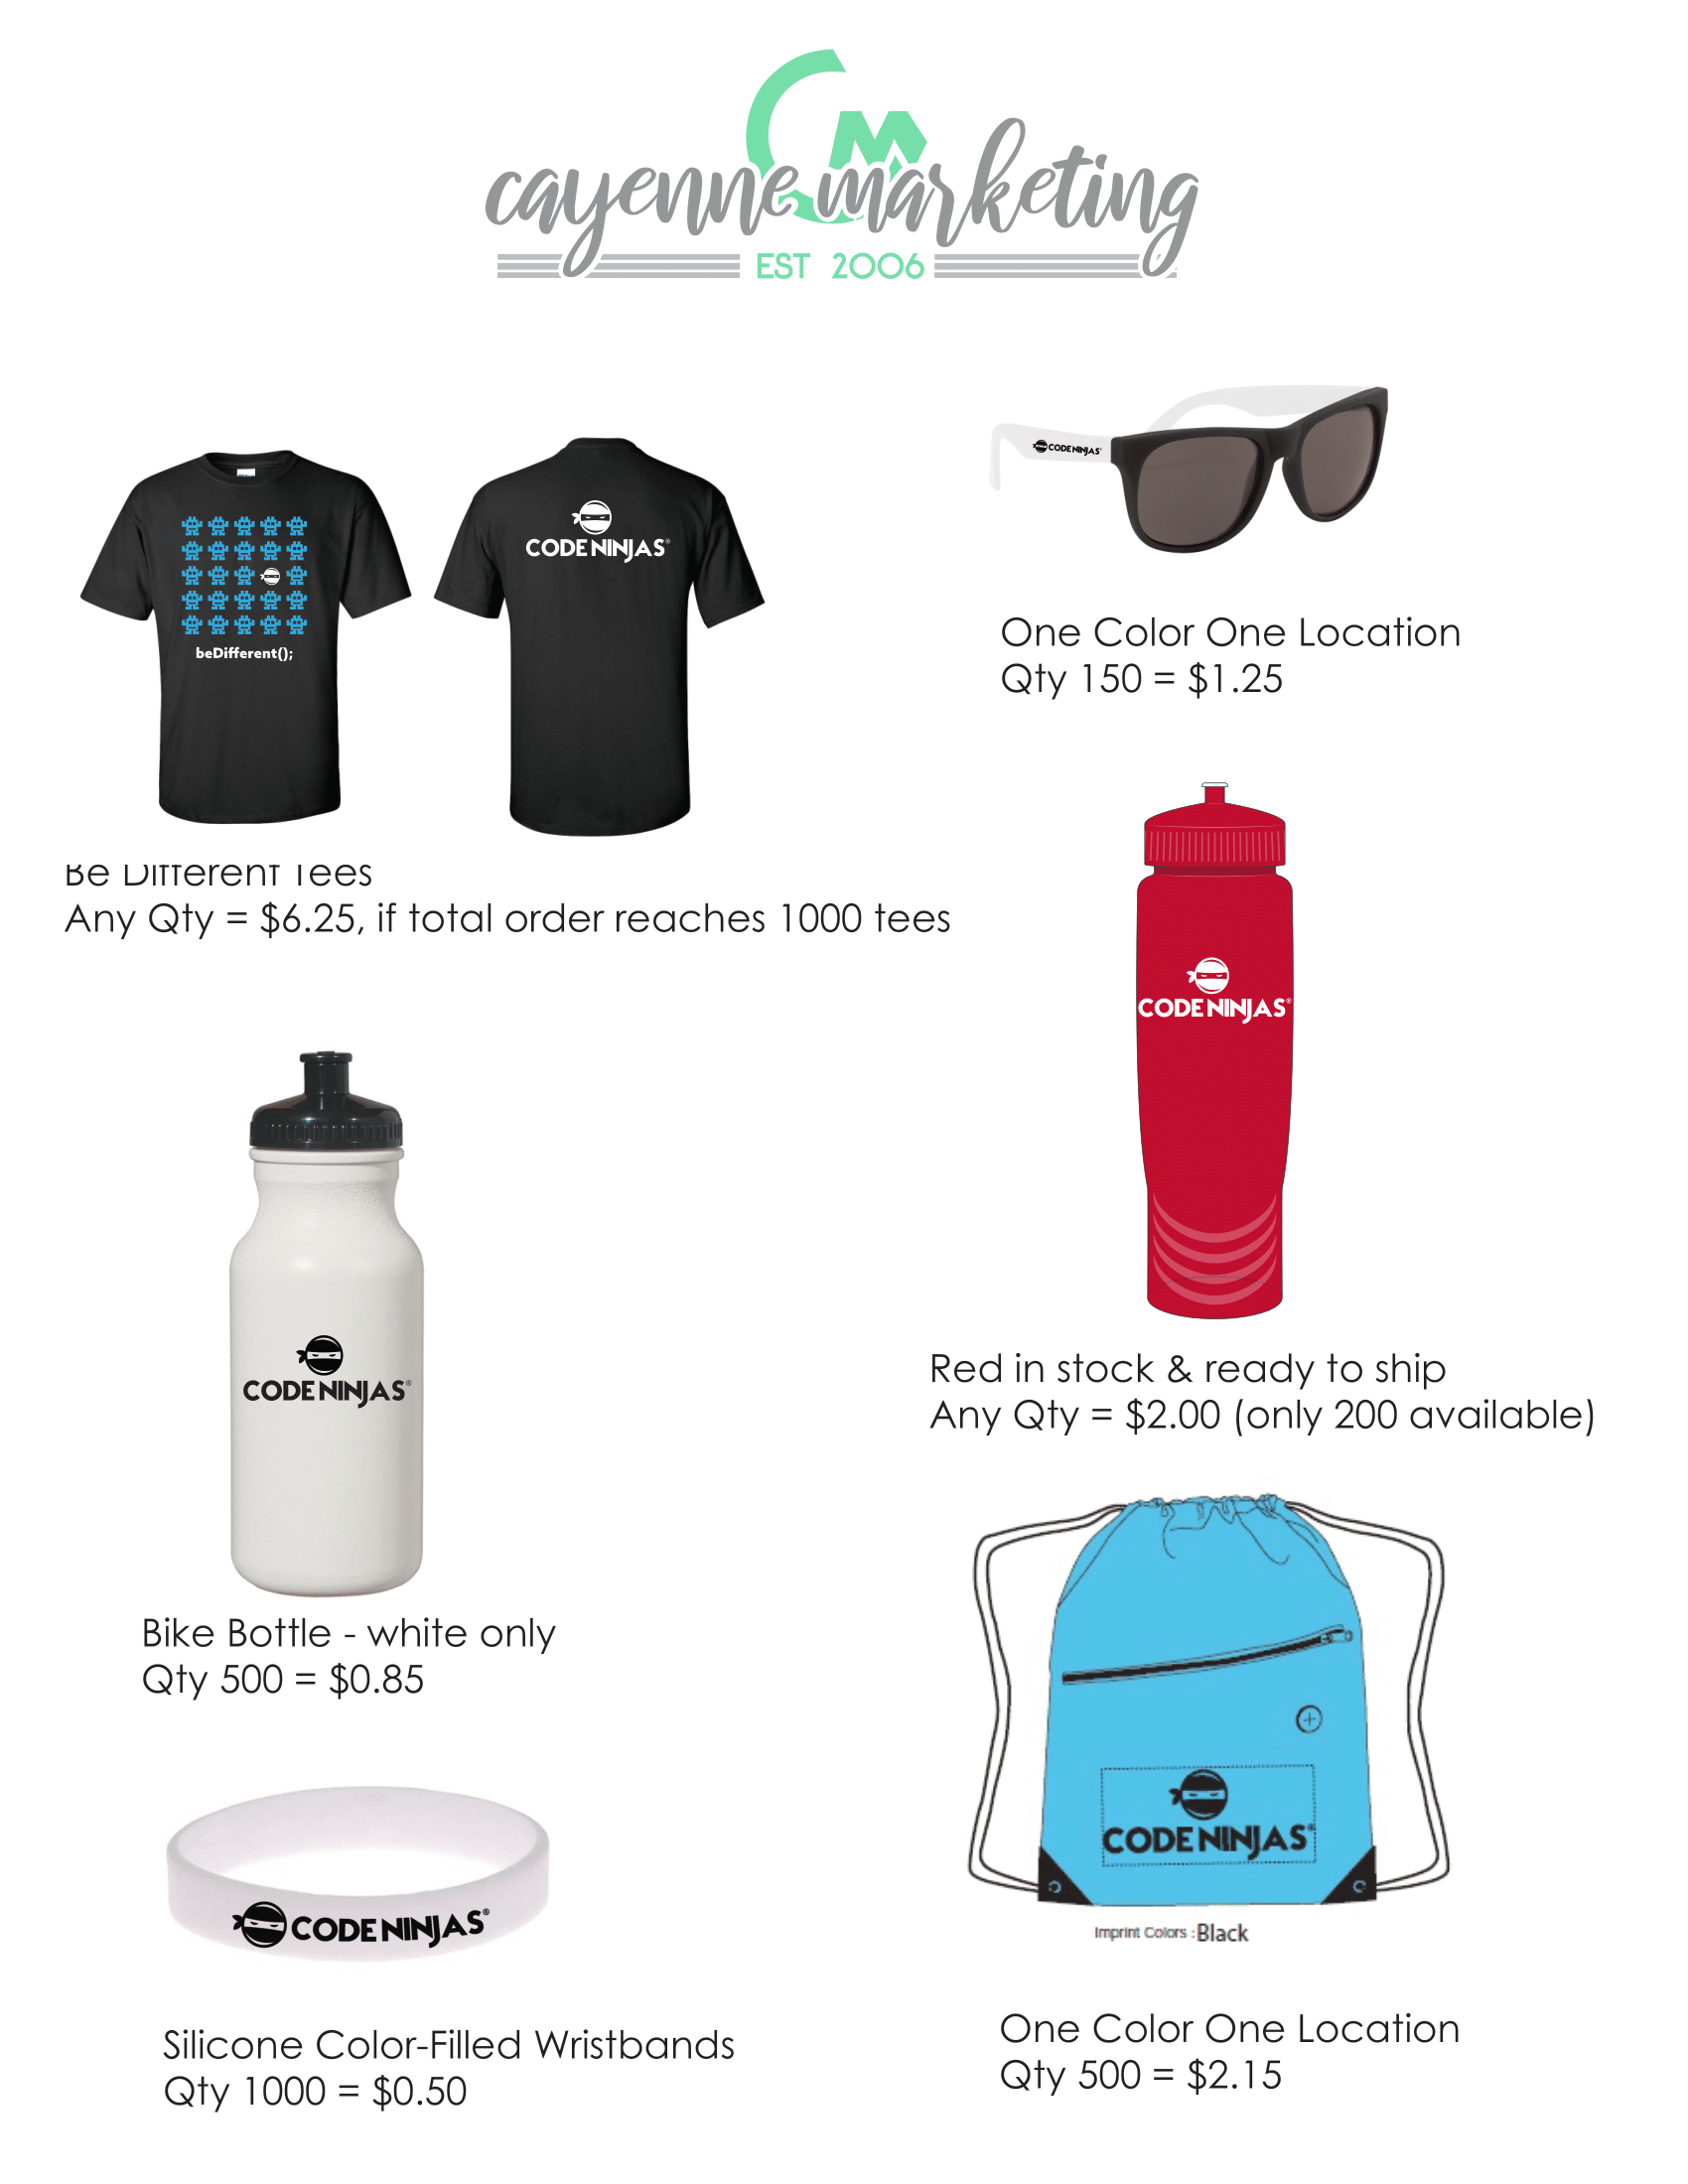 cayenne marketing
EST 2006
beDifferent();
CODE NINJAS®
CODE NINJAS®
One Color One Location
Qty 150 = $1.25
Be Different Tees
Any Qty = $6.25, if total order reaches 1000 tees
CODE NINJAS®
Red in stock & ready to ship
Any Qty = $2.00 (only 200 available)
CODE NINJAS®
Bike Bottle - white only
Qty 500 = $0.85
CODE NINJAS®
Imprint Colors : Black
One Color One Location
Qty 500 = $2.15
CODE NINJAS®
Silicone Color-Filled Wristbands
Qty 1000 = $0.50